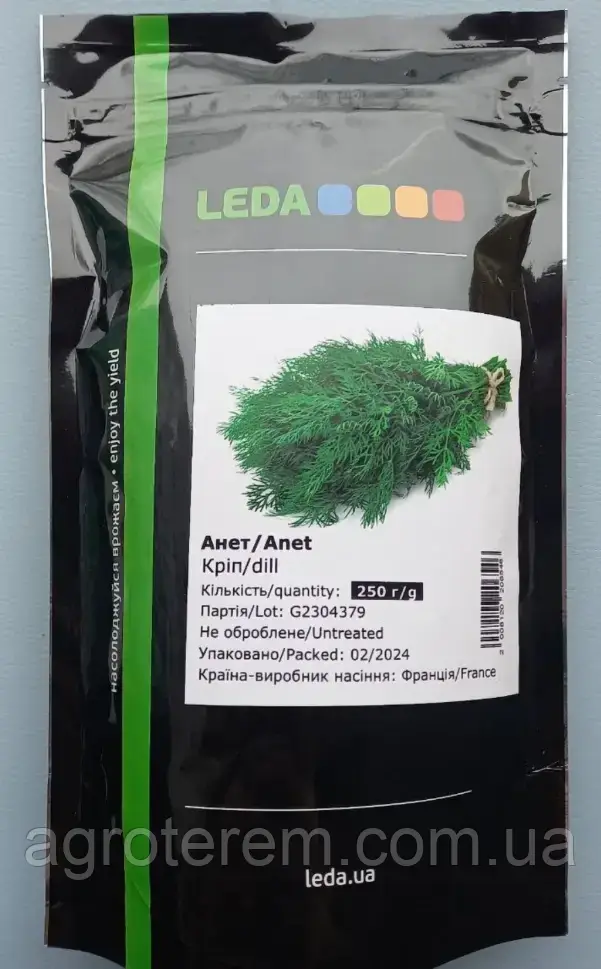 LEDA
насолоджуйся врожаєм • enjoy the yield
Анет/Anet
Кріп/dill
Кількість/quantity: 250 г/g
Партія/Lot: G2304379
Не оброблене/Untreated
Упаковано/Packed: 02/2024
Країна-виробник насіння: Франція/France
agroterem.com.ua
leda.ua